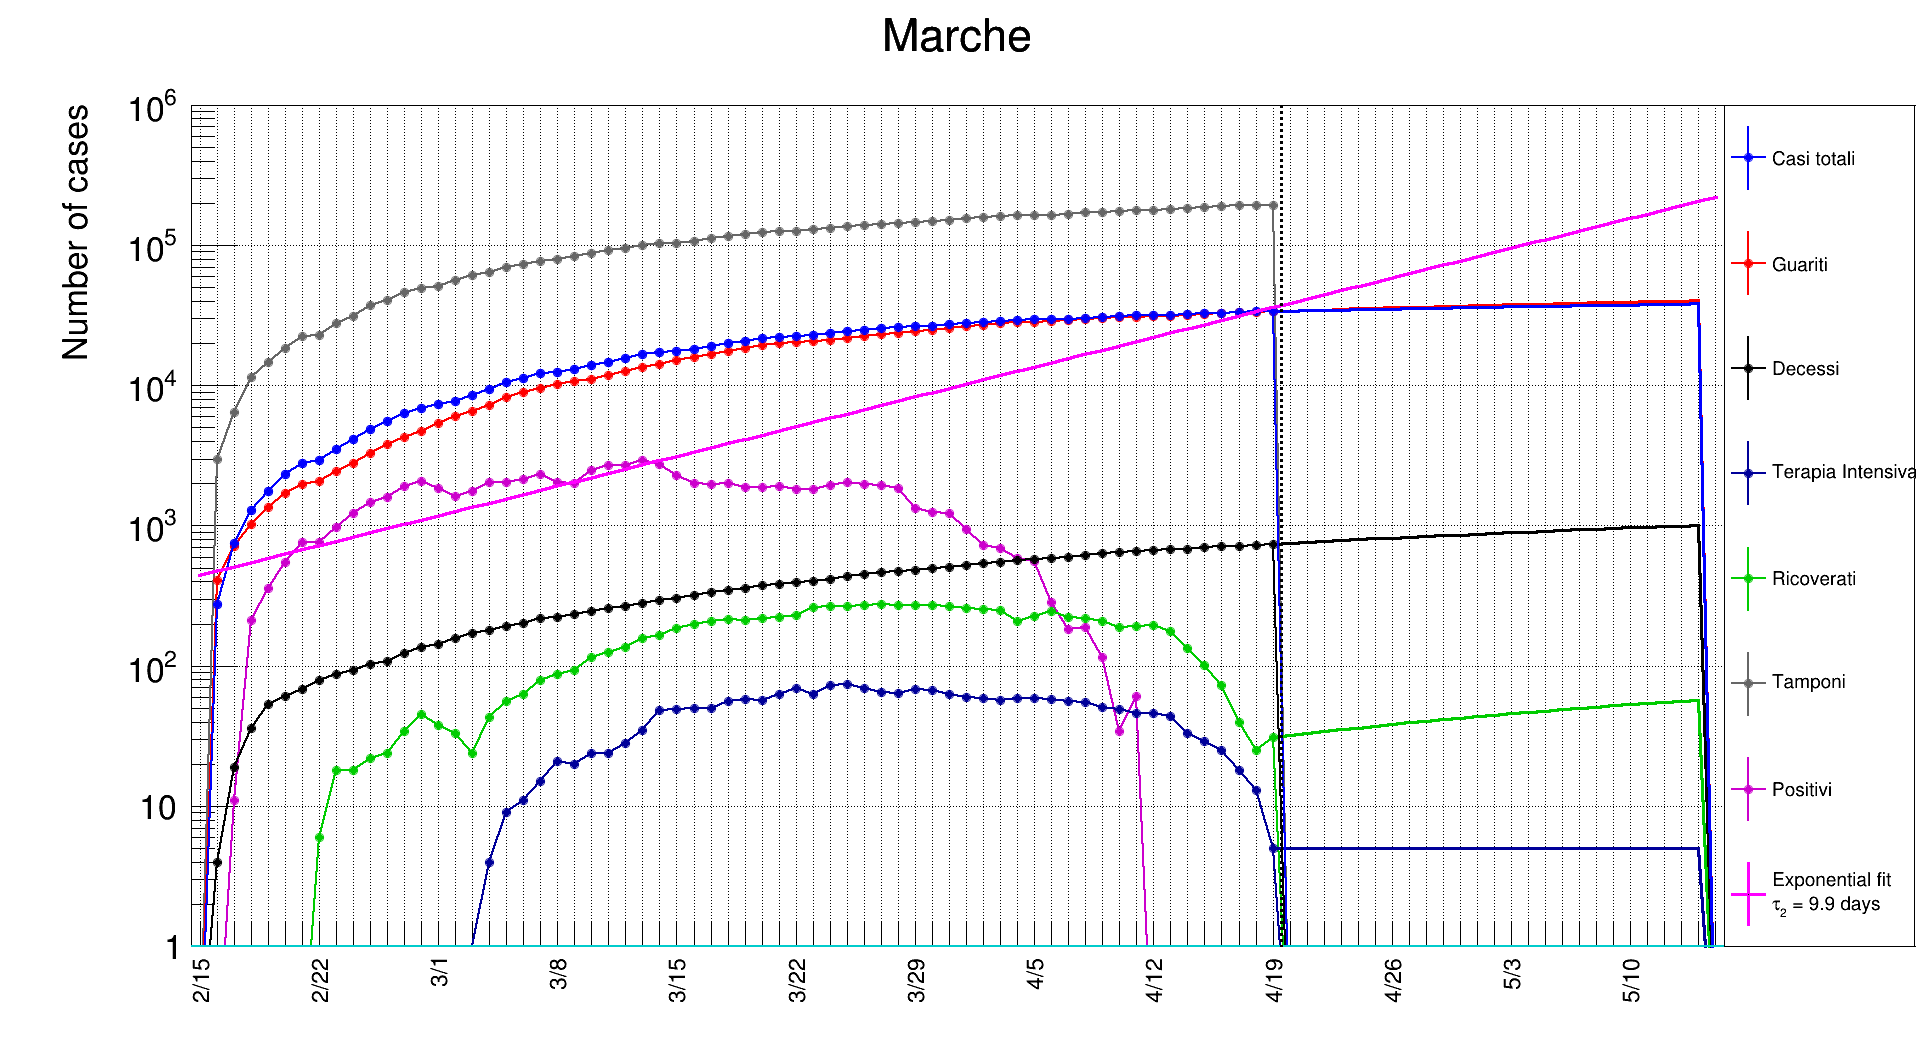 Marche
Number of cases
10^6
10^5
10^4
10^3
10^2
10
1
2/15
2/22
3/1
3/8
3/15
3/22
3/29
4/5
4/12
4/19
4/26
5/3
5/10
Casi totali
Guariti
Decessi
Terapia Intensiva
Ricoverati
Tamponi
Positivi
Exponential fit
τ₂ = 9.9 days